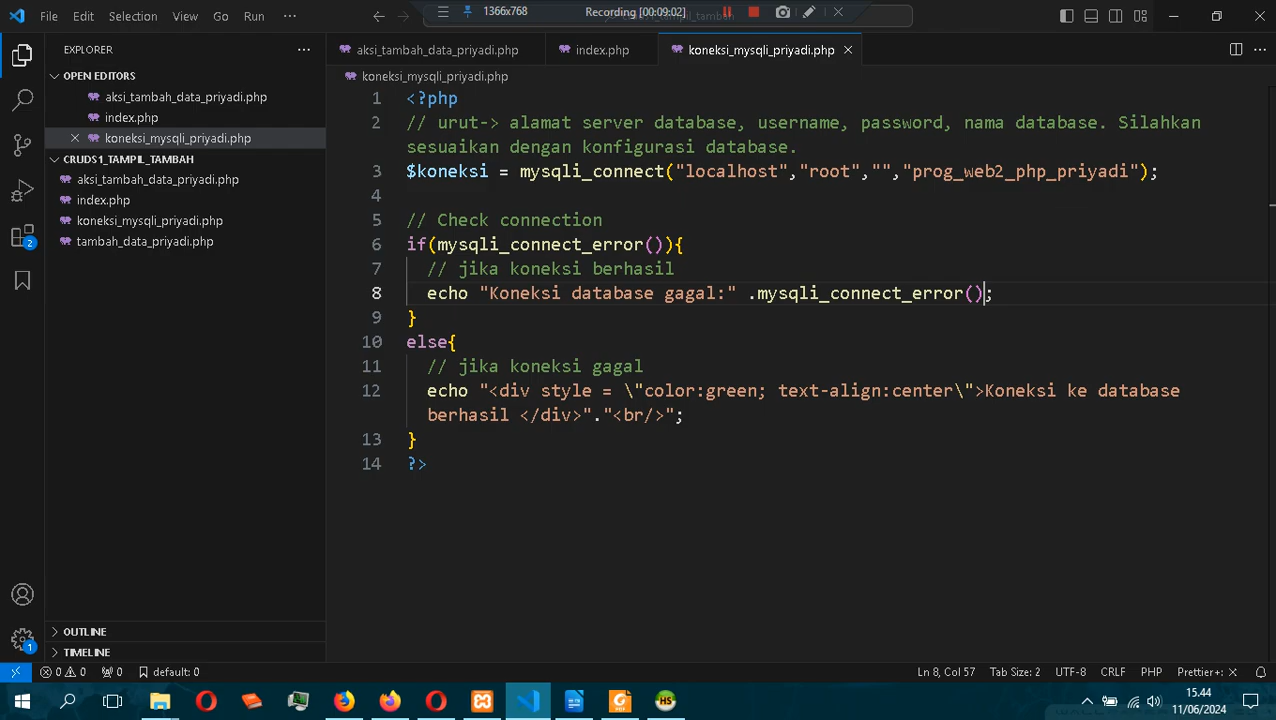 File Edit Selection View Go Run ···
1366x768 Recording [00:09:02]
EXPLORER ···
OPEN EDITORS
aksi_tambah_data_priyadi.php
index.php
koneksi_mysqli_priyadi.php
CRUDS1_TAMPIL_TAMBAH
aksi_tambah_data_priyadi.php
index.php
koneksi_mysqli_priyadi.php
tambah_data_priyadi.php
OUTLINE
TIMELINE
aksi_tambah_data_priyadi.php index.php koneksi_mysqli_priyadi.php
koneksi_mysqli_priyadi.php
1 <?php
2 // urut-> alamat server database, username, password, nama database. Silahkan
sesuaikan dengan konfigurasi database.
3 $koneksi = mysqli_connect("localhost","root","","prog_web2_php_priyadi");
4
5 // Check connection
6 if(mysqli_connect_error()){
7 // jika koneksi berhasil
8 echo "Koneksi database gagal:" .mysqli_connect_error();
9 }
10 else{
11 // jika koneksi gagal
12 echo "<div style = \"color:green; text-align:center\">Koneksi ke database
berhasil </div>"."<br/>";
13 }
14 ?>
2
1
0 0 0 default: 0 Ln 8, Col 57 Tab Size: 2 UTF-8 CRLF PHP Prettier+:
15.44
11/06/2024